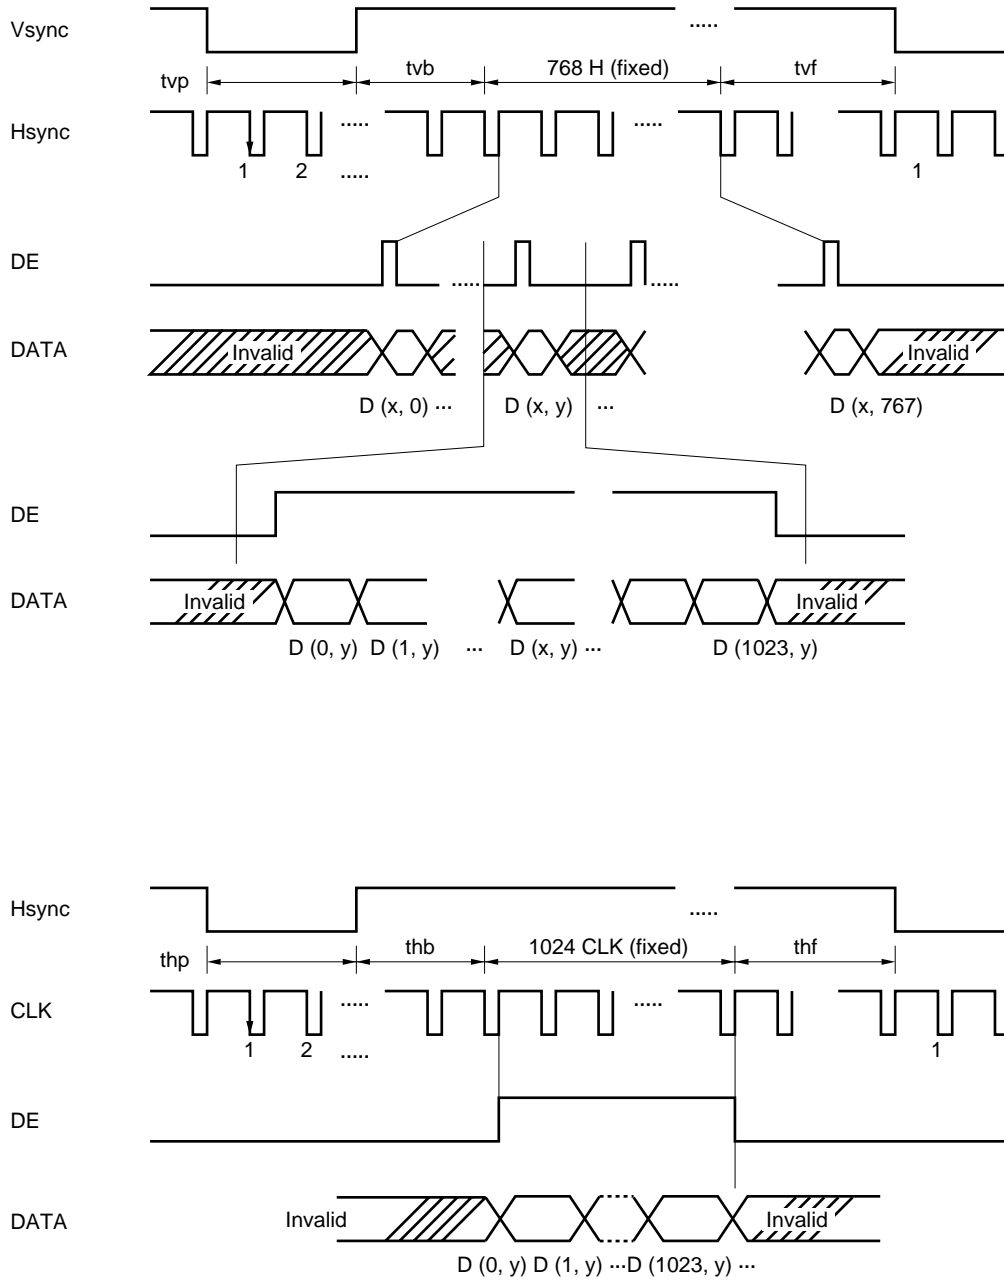 Vsync
.....
tvp
tvb
768 H (fixed)
tvf
Hsync
.....
.....
1
2
.....
1
DE
.....
.....
DATA
Invalid
Invalid
D (x, 0) ...
D (x, y) ...
D (x, 767)
DE
DATA
Invalid
Invalid
D (0, y) D (1, y) ... D (x, y) ... D (1023, y)
Hsync
.....
thp
thb
1024 CLK (fixed)
thf
CLK
.....
.....
1
2
.....
1
DE
DATA
Invalid
Invalid
D (0, y) D (1, y) ...D (1023, y) ...